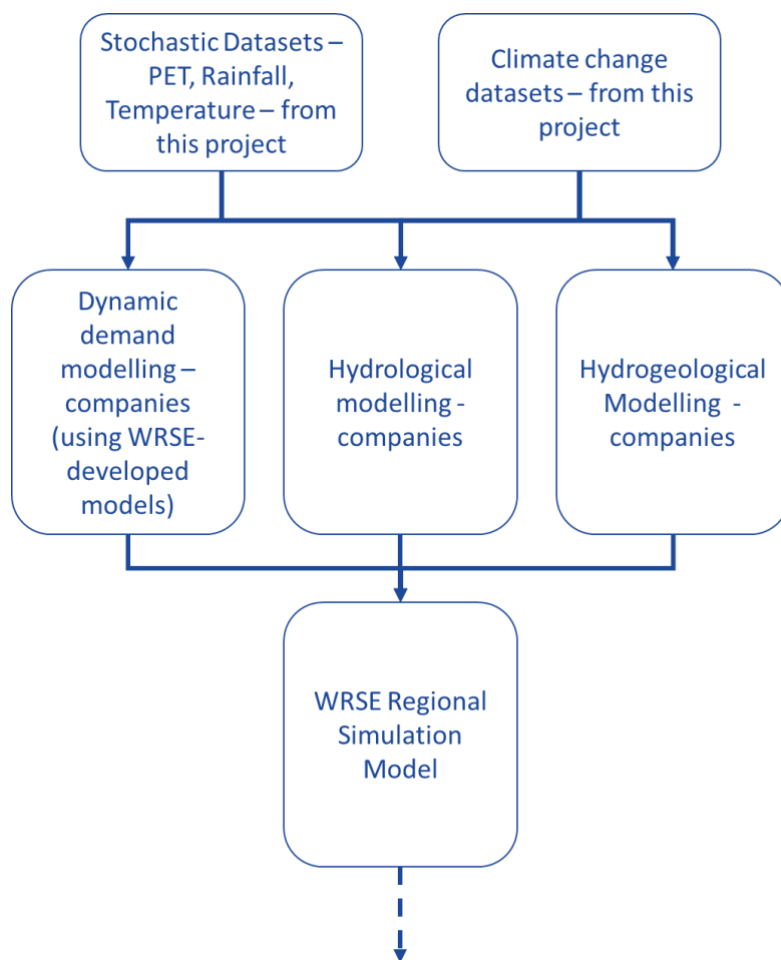 Stochastic Datasets –
PET, Rainfall,
Temperature – from
this project
Climate change
datasets – from this
project
Dynamic
demand
modelling –
companies
(using WRSE-
developed
models)
Hydrological
modelling -
companies
Hydrogeological
Modelling  -
companies
WRSE Regional
Simulation
Model